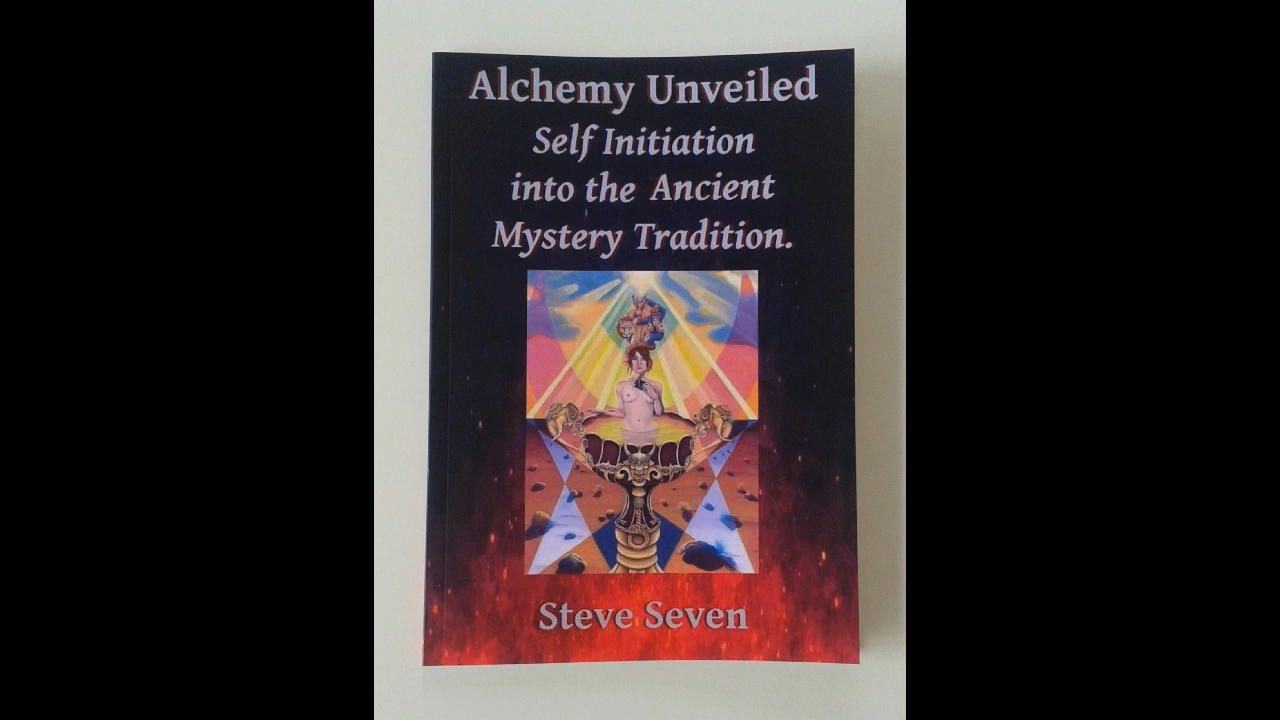 Alchemy Unveiled
Self Initiation
into the Ancient
Mystery Tradition.
Steve Seven